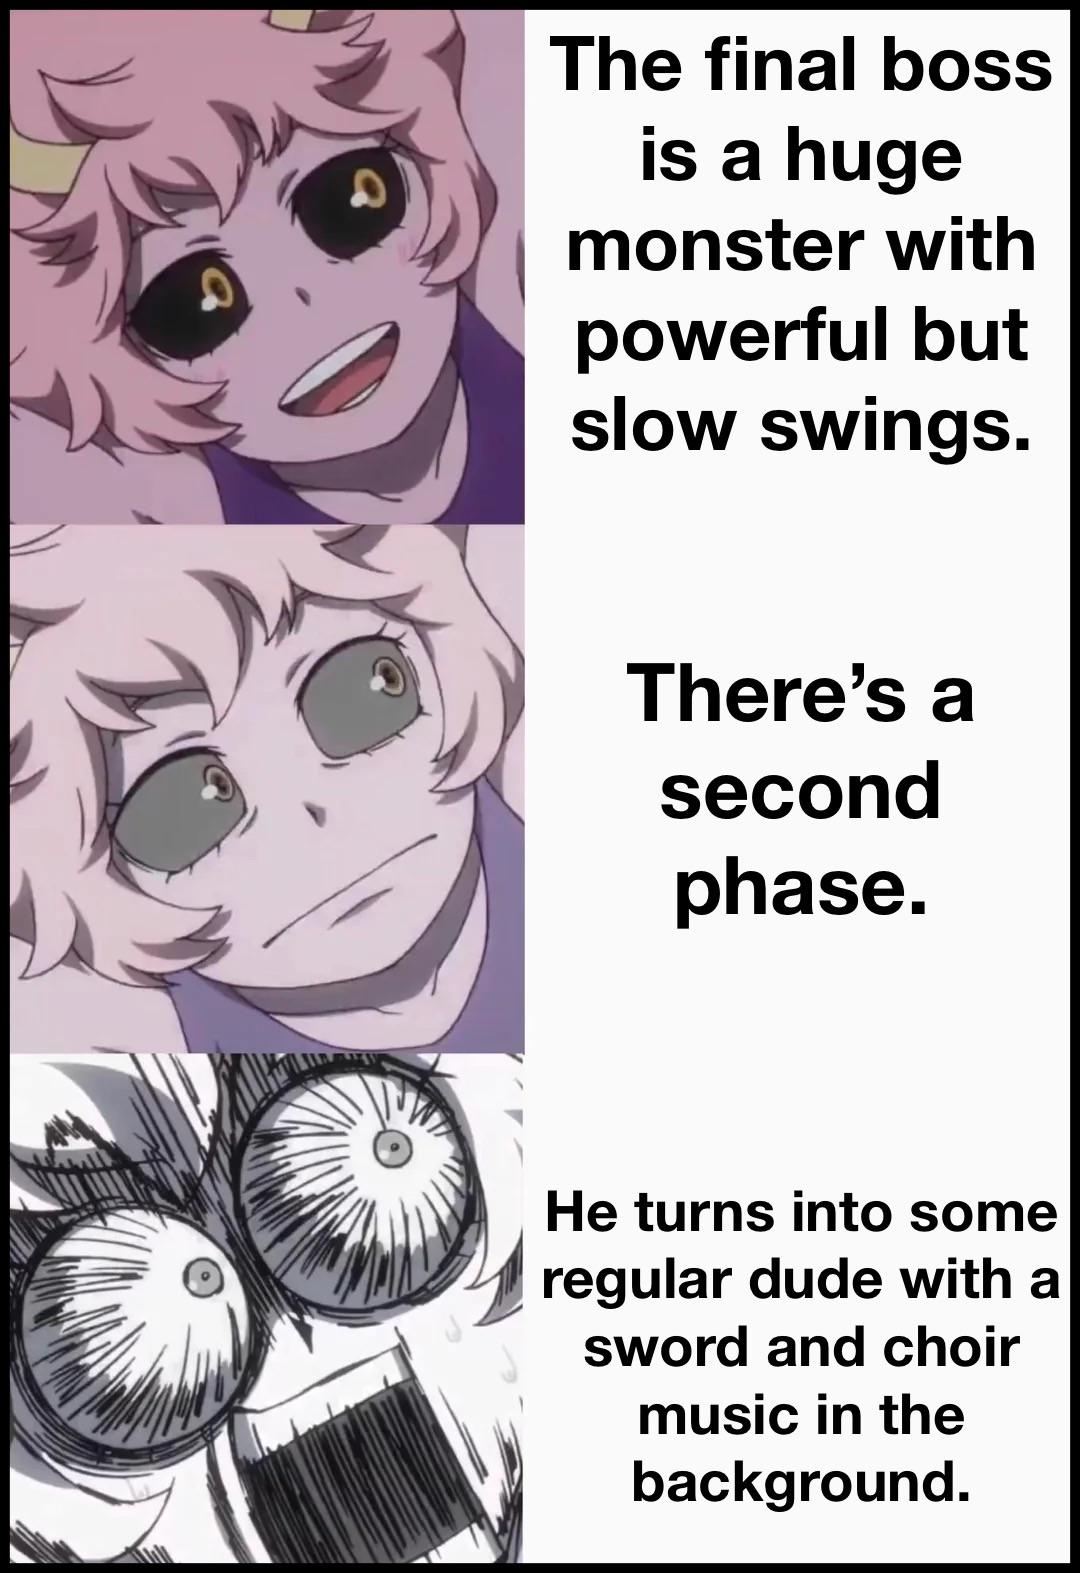 The final boss
is a huge
monster with
powerful but
slow swings.
There’s a
second
phase.
He turns into some
regular dude with a
sword and choir
music in the
background.